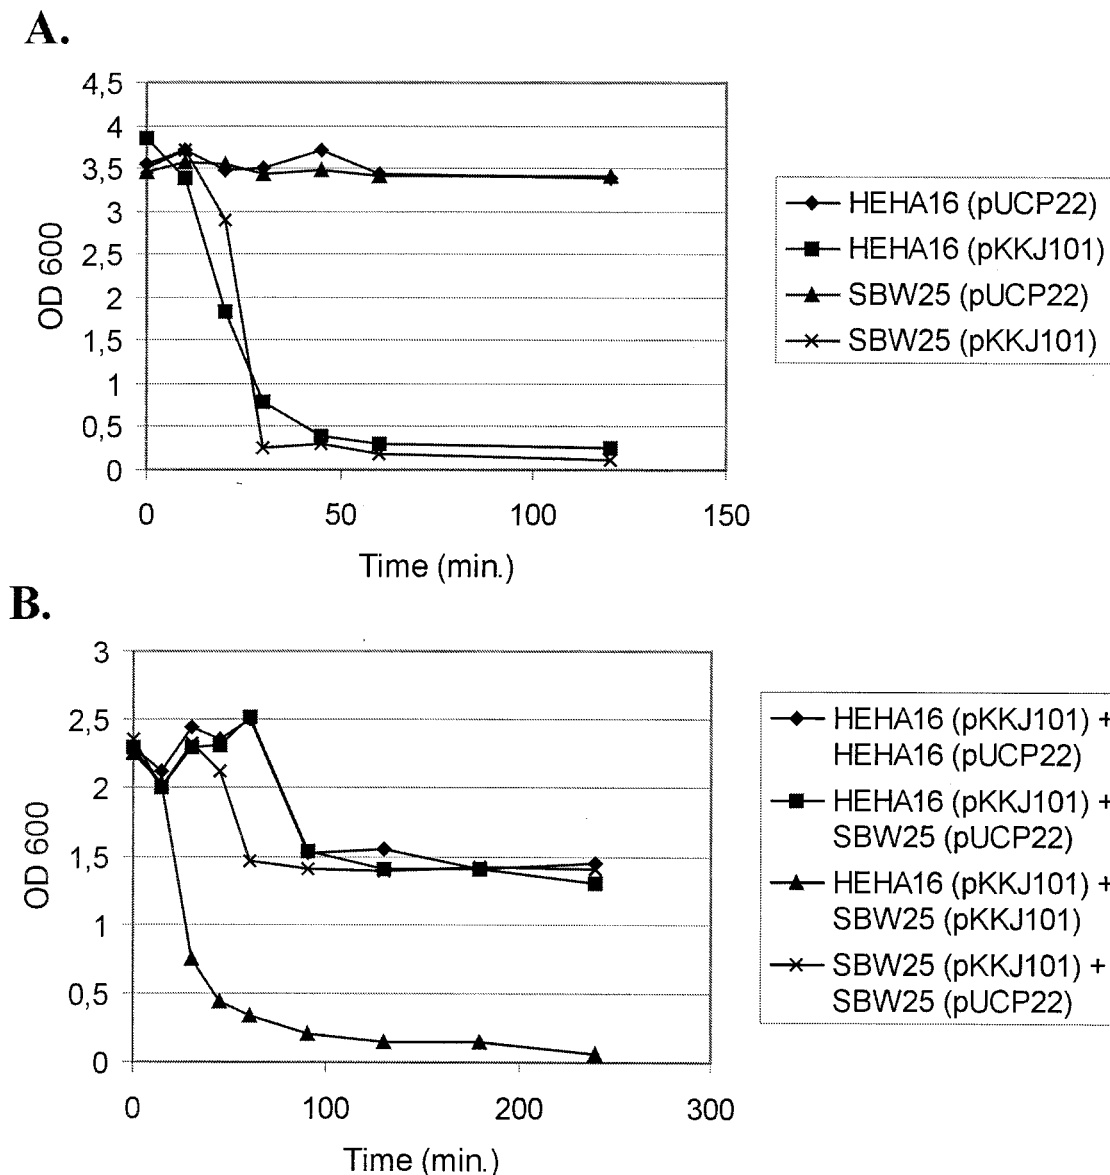 A.
4,5
4
3,5
3
2,5
2
1,5
1
0,5
0
OD 600
0
50
100
150
Time (min.)
HEHA16 (pUCP22)
HEHA16 (pKKJ101)
SBW25 (pUCP22)
SBW25 (pKKJ101)
B.
3
2,5
2
1,5
1
0,5
0
OD 600
0
100
200
300
Time (min.)
HEHA16 (pKKJ101) +
HEHA16 (pUCP22)
HEHA16 (pKKJ101) +
SBW25 (pUCP22)
HEHA16 (pKKJ101) +
SBW25 (pKKJ101)
SBW25 (pKKJ101) +
SBW25 (pUCP22)